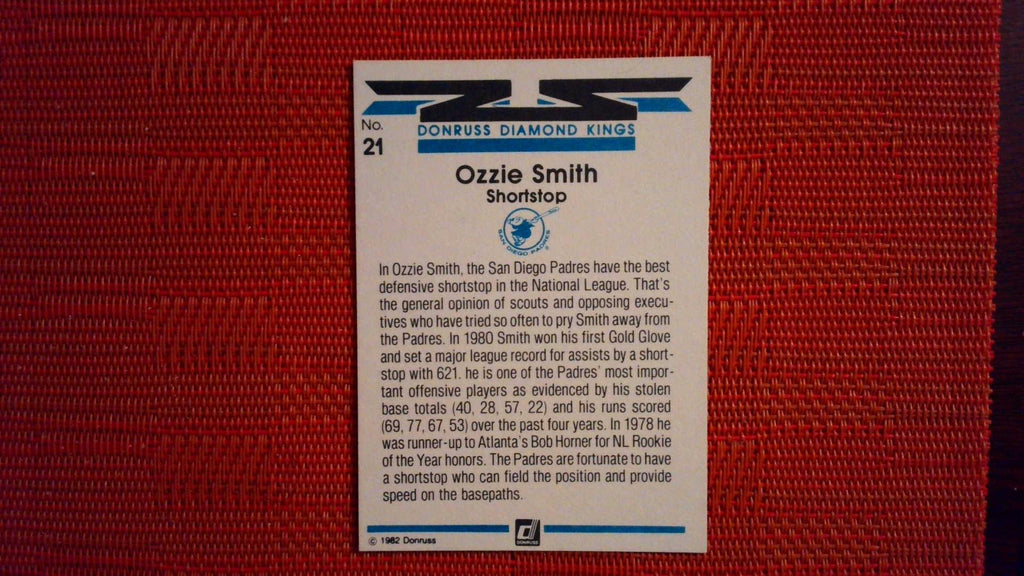 No.
21
DONRUSS DIAMOND KINGS
Ozzie Smith
Shortstop
SAN DIEGO PADRES
In Ozzie Smith, the San Diego Padres have the best
defensive shortstop in the National League. That's
the general opinion of scouts and opposing execu-
tives who have tried so often to pry Smith away from
the Padres. In 1980 Smith won his first Gold Glove
and set a major league record for assists by a short-
stop with 621. he is one of the Padres' most impor-
tant offensive players as evidenced by his stolen
base totals (40, 28, 57, 22) and his runs scored
(69, 77, 67, 53) over the past four years. In 1978 he
was runner-up to Atlanta's Bob Horner for NL Rookie
of the Year honors. The Padres are fortunate to have
a shortstop who can field the position and provide
speed on the basepaths.
© 1982 Donruss
DONRUSS